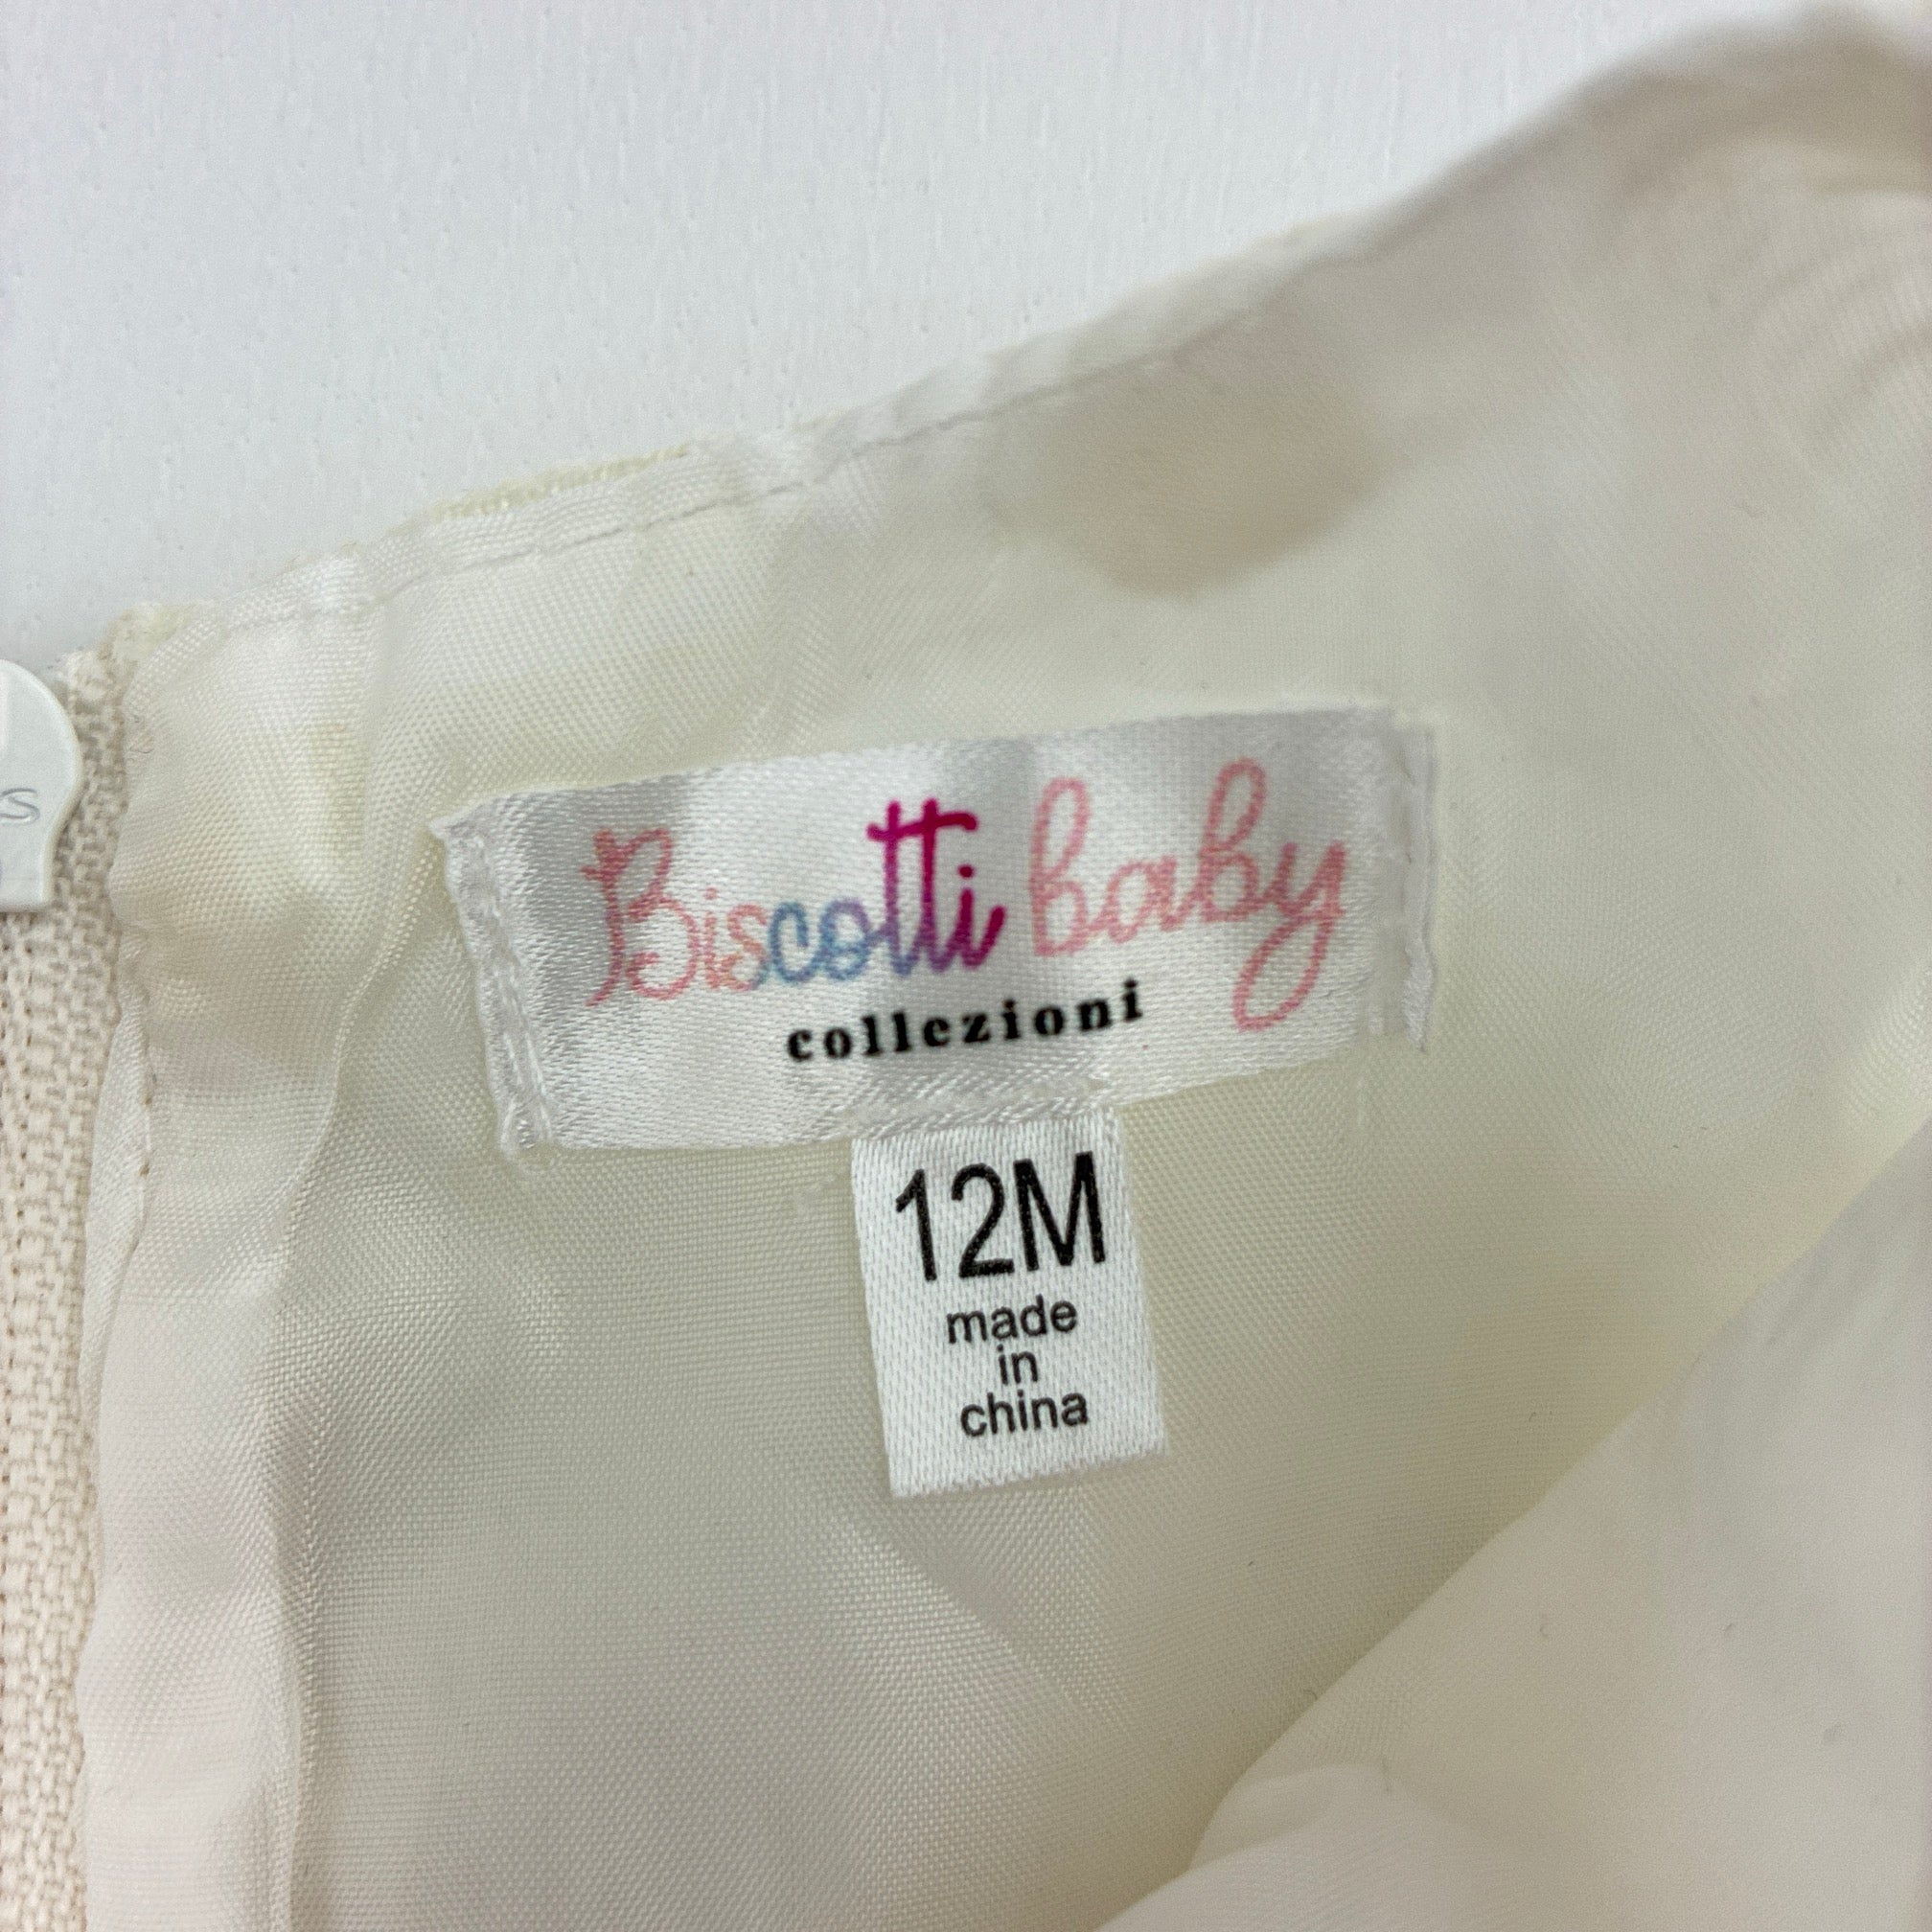 Biscotti baby
collezioni
12M
made
in
china